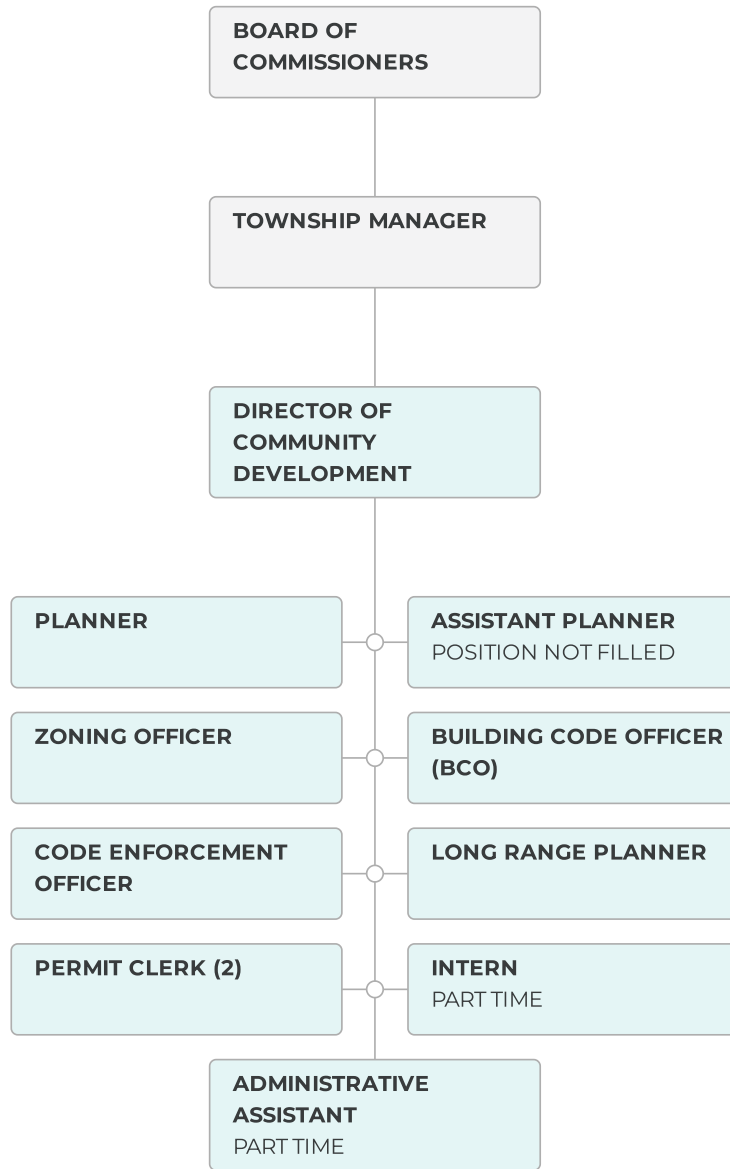 BOARD OF
COMMISSIONERS
TOWNSHIP MANAGER
DIRECTOR OF
COMMUNITY
DEVELOPMENT
PLANNER
ASSISTANT PLANNER
POSITION NOT FILLED
ZONING OFFICER
BUILDING CODE OFFICER
(BCO)
CODE ENFORCEMENT
OFFICER
LONG RANGE PLANNER
PERMIT CLERK (2)
INTERN
PART TIME
ADMINISTRATIVE
ASSISTANT
PART TIME